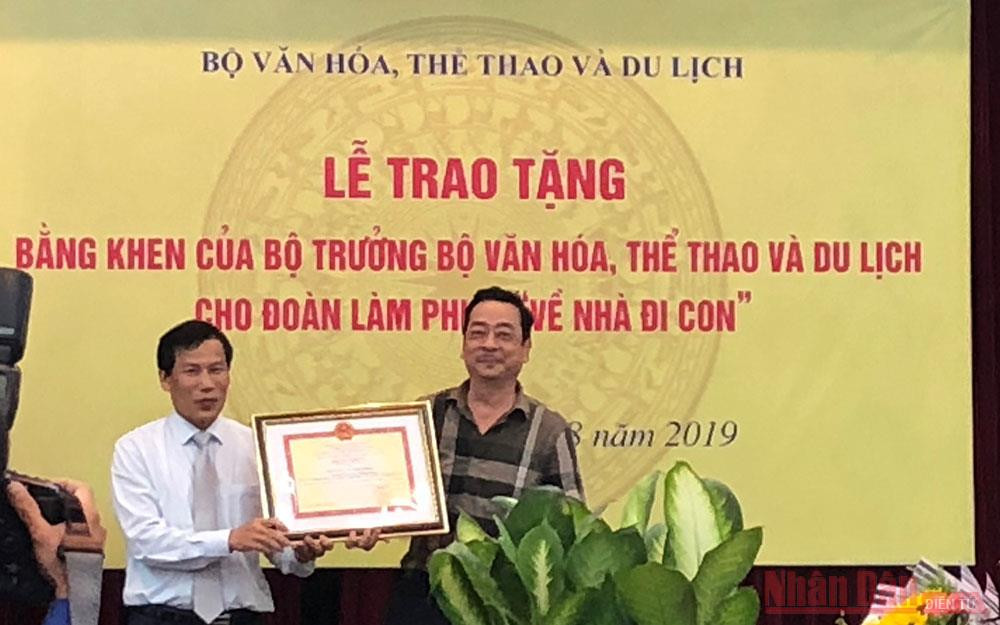 BỘ VĂN HÓA, THỂ THAO VÀ DU LỊCH
LỄ TRAO TẶNG
BẰNG KHEN CỦA BỘ TRƯỞNG BỘ VĂN HÓA, THỂ THAO VÀ DU LỊCH
CHO ĐOÀN LÀM PHI "VỀ NHÀ ĐI CON"
8 năm 2019
Nhân Dân
ĐIỆN TỬ